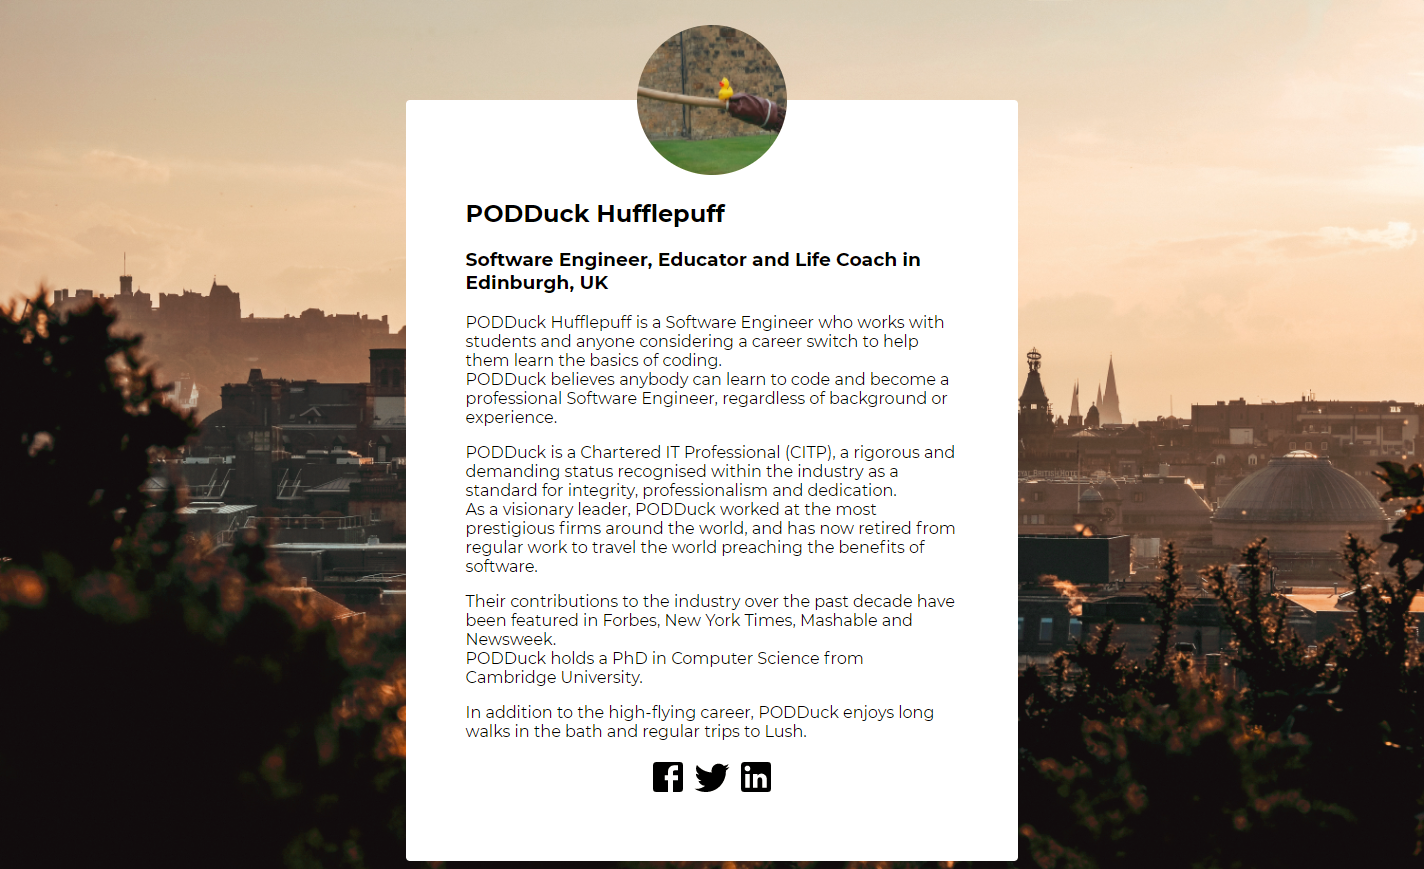 PODDuck Hufflepuff
Software Engineer, Educator and Life Coach in
Edinburgh, UK
PODDuck Hufflepuff is a Software Engineer who works with
students and anyone considering a career switch to help
them learn the basics of coding.
PODDuck believes anybody can learn to code and become a
professional Software Engineer, regardless of background or
experience.
PODDuck is a Chartered IT Professional (CITP), a rigorous and
demanding status recognised within the industry as a
standard for integrity, professionalism and dedication.
As a visionary leader, PODDuck worked at the most
prestigious firms around the world, and has now retired from
regular work to travel the world preaching the benefits of
software.
Their contributions to the industry over the past decade have
been featured in Forbes, New York Times, Mashable and
Newsweek.
PODDuck holds a PhD in Computer Science from
Cambridge University.
In addition to the high-flying career, PODDuck enjoys long
walks in the bath and regular trips to Lush.